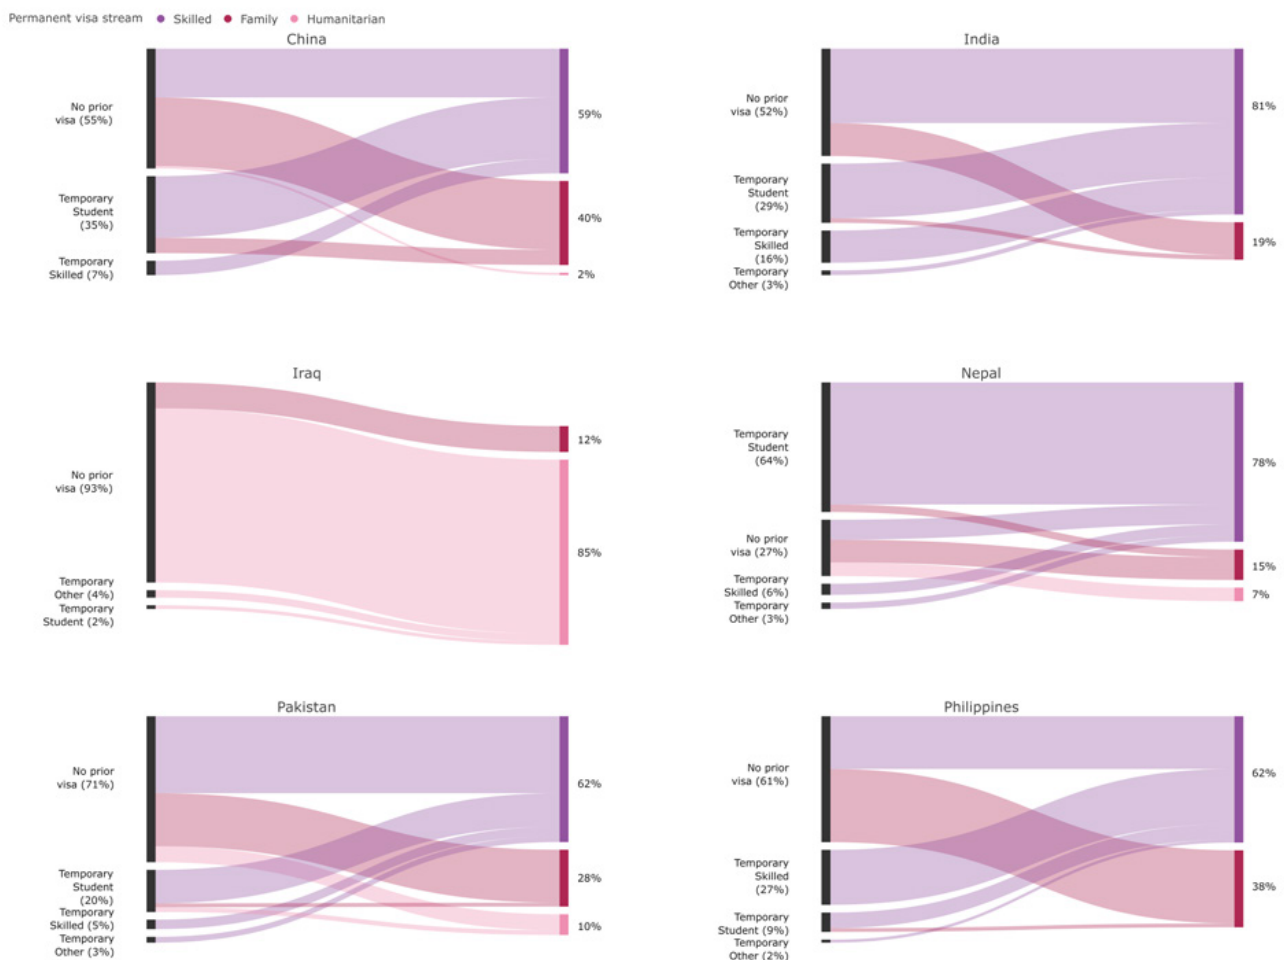 Permanent visa stream Skilled Family Humanitarian
China
No prior
visa (55%)
Temporary
Student
(35%)
Temporary
Skilled (7%)
59%
40%
2%
India
No prior
visa (52%)
Temporary
Student
(29%)
Temporary
Skilled
(16%)
Temporary
Other (3%)
81%
19%
Iraq
No prior
visa (93%)
Temporary
Other (4%)
Temporary
Student (2%)
12%
85%
Nepal
Temporary
Student
(64%)
No prior
visa (27%)
Temporary
Skilled (6%)
Temporary
Other (3%)
78%
15%
7%
Pakistan
No prior
visa (71%)
Temporary
Student
(20%)
Temporary
Skilled (5%)
Temporary
Other (3%)
62%
28%
10%
Philippines
No prior
visa (61%)
Temporary
Skilled
(27%)
Temporary
Student (9%)
Temporary
Other (2%)
62%
38%